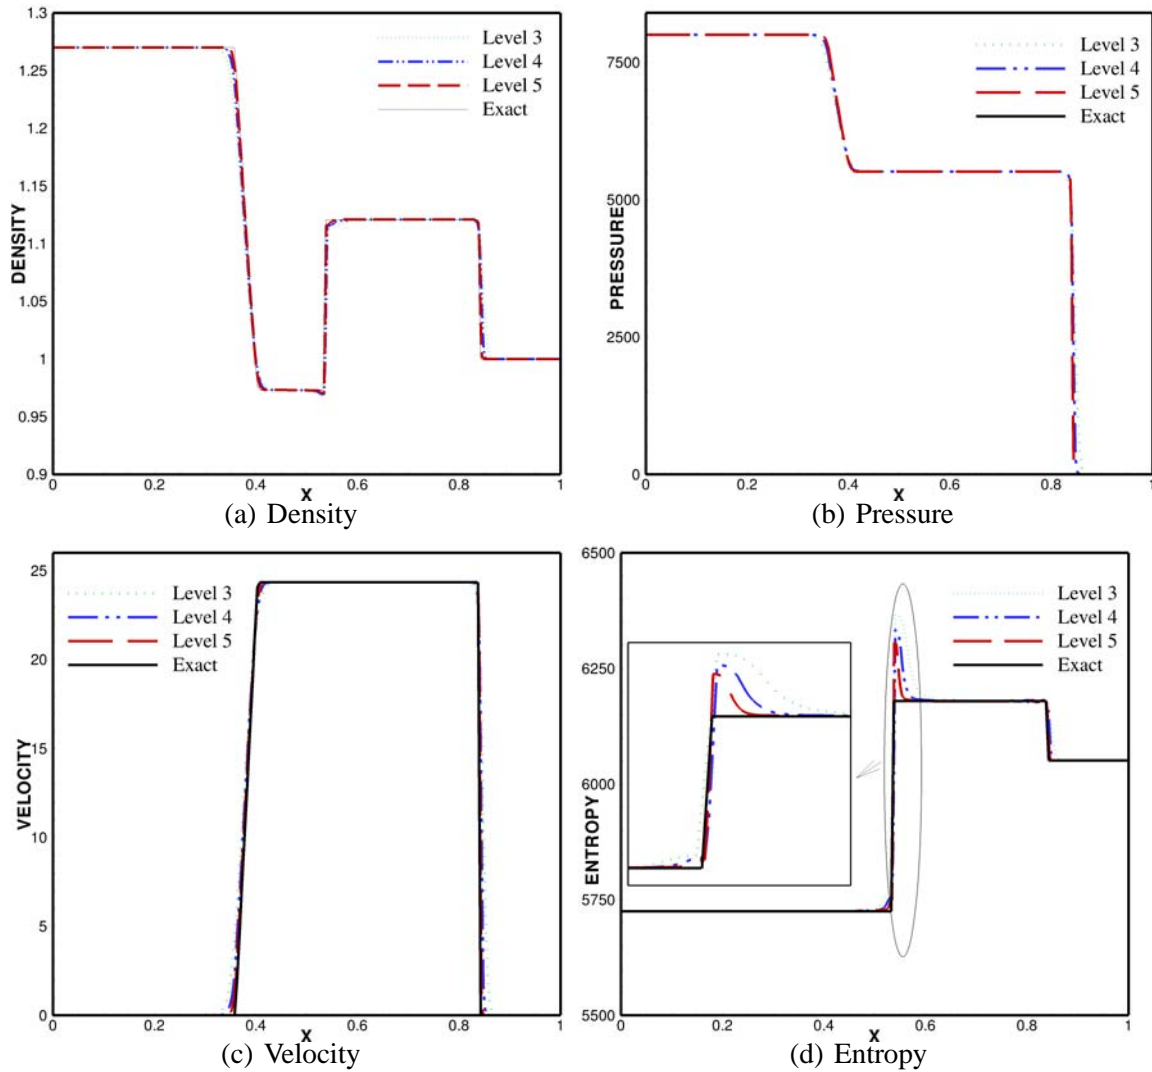 1.3
1.25
1.2
1.15
1.1
1.05
1
0.95
0.9
DENSITY
Level 3
Level 4
Level 5
Exact
0 0.2 0.4 0.6 0.8 1
X
(a) Density
7500
5000
2500
0
PRESSURE
Level 3
Level 4
Level 5
Exact
0 0.2 0.4 0.6 0.8 1
X
(b) Pressure
25
20
15
10
5
0
VELOCITY
Level 3
Level 4
Level 5
Exact
0 0.2 0.4 0.6 0.8 1
X
(c) Velocity
6500
6250
6000
5750
5500
ENTROPY
Level 3
Level 4
Level 5
Exact
0 0.2 0.4 0.6 0.8 1
X
(d) Entropy